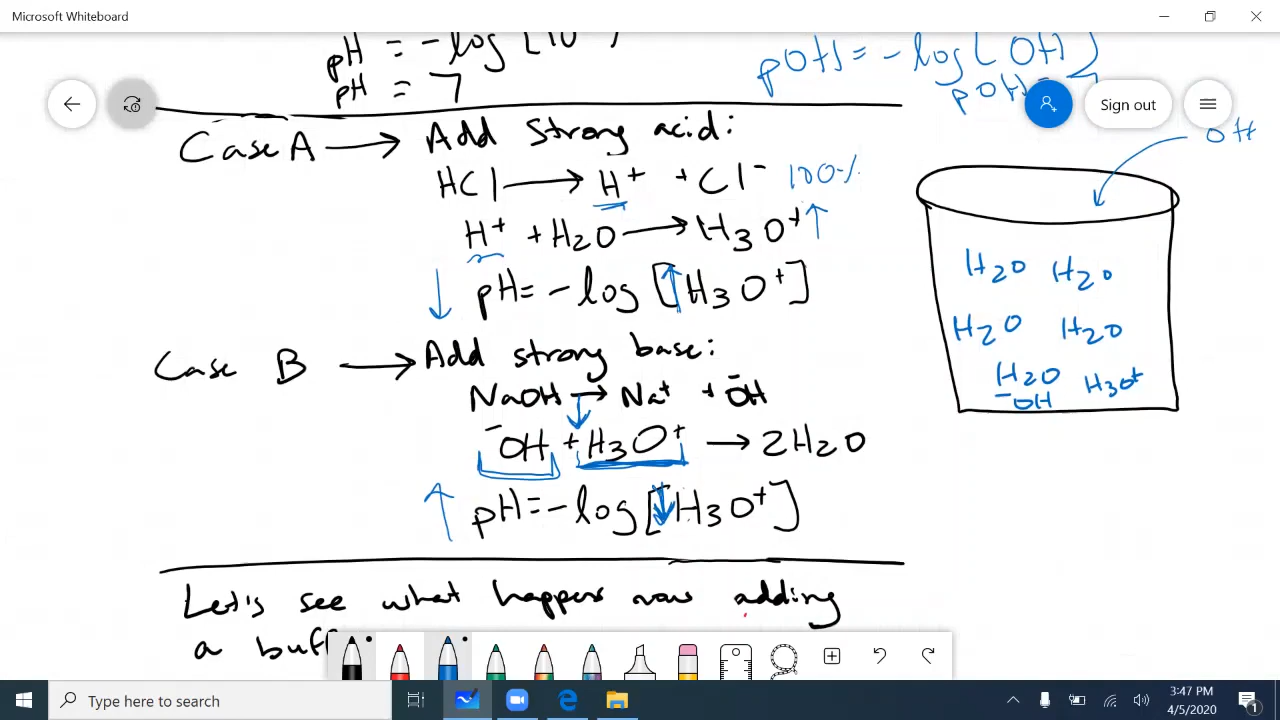 Microsoft Whiteboard
pH = -log [10
pH = 7
pOH = -log [OH]
pOH = 7
Sign out
Case A → Add strong acid:
HCl → H+ + Cl- 100%
H+ + H2O → H3O+ ↑
↓ pH = -log [↑H3O+]
Case B → Add strong base:
NaOH → Na+ + -OH
-OH + H3O+ → 2H2O
↑ pH = -log [↓H3O+]
Let's see what happens now adding
a buff
OH
H2O H2O
H2O H2O
H2O H3O+
-OH
Type here to search
3:47 PM
4/5/2020
1